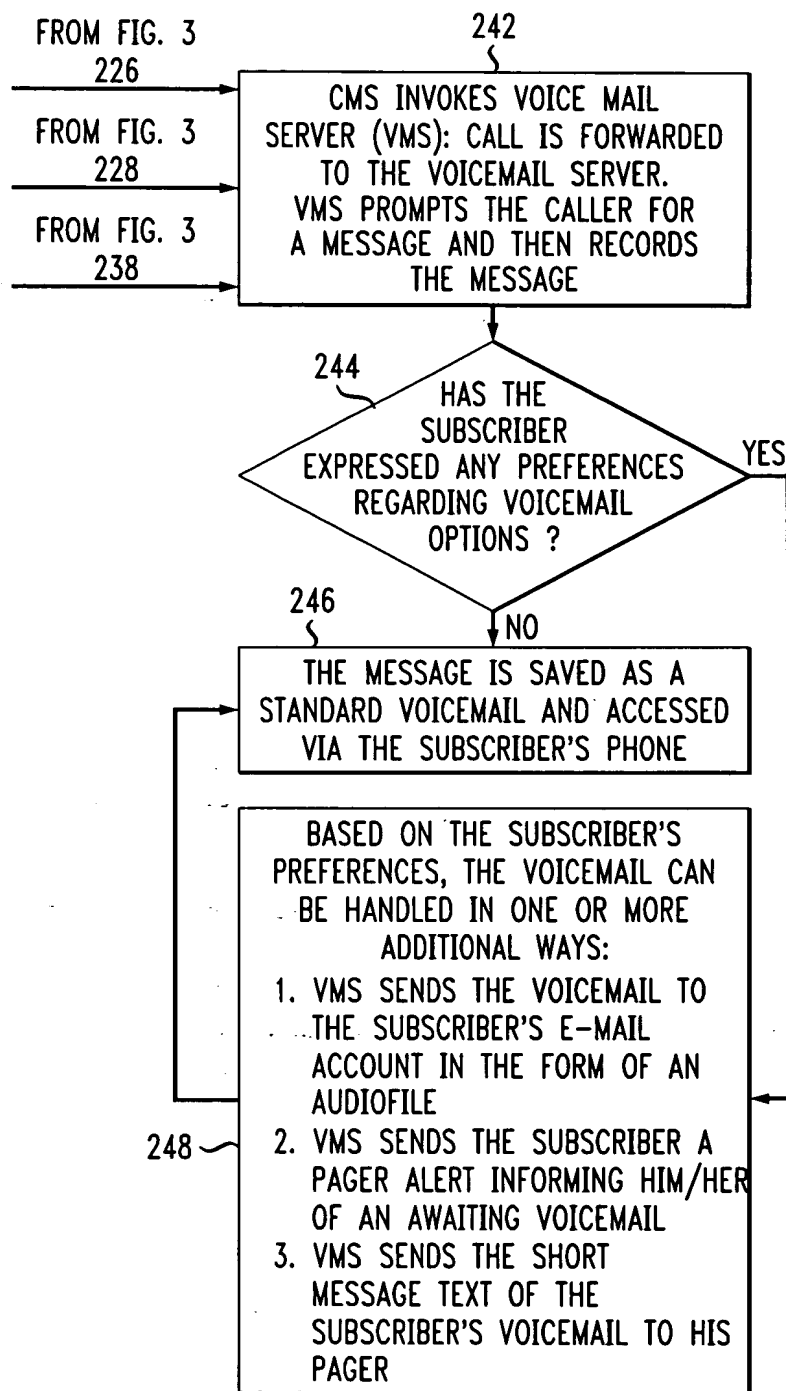 FROM FIG. 3
226
FROM FIG. 3
228
FROM FIG. 3
238
242
CMS INVOKES VOICE MAIL
SERVER (VMS): CALL IS FORWARDED
TO THE VOICEMAIL SERVER.
VMS PROMPTS THE CALLER FOR
A MESSAGE AND THEN RECORDS
THE MESSAGE
244
HAS THE
SUBSCRIBER
EXPRESSED ANY PREFERENCES
REGARDING VOICEMAIL
OPTIONS ?
YES
NO
246
THE MESSAGE IS SAVED AS A
STANDARD VOICEMAIL AND ACCESSED
VIA THE SUBSCRIBER'S PHONE
248
BASED ON THE SUBSCRIBER'S
PREFERENCES, THE VOICEMAIL CAN
BE HANDLED IN ONE OR MORE
ADDITIONAL WAYS:
1. VMS SENDS THE VOICEMAIL TO
THE SUBSCRIBER'S E-MAIL
ACCOUNT IN THE FORM OF AN
AUDIOFILE
2. VMS SENDS THE SUBSCRIBER A
PAGER ALERT INFORMING HIM/HER
OF AN AWAITING VOICEMAIL
3. VMS SENDS THE SHORT
MESSAGE TEXT OF THE
SUBSCRIBER'S VOICEMAIL TO HIS
PAGER